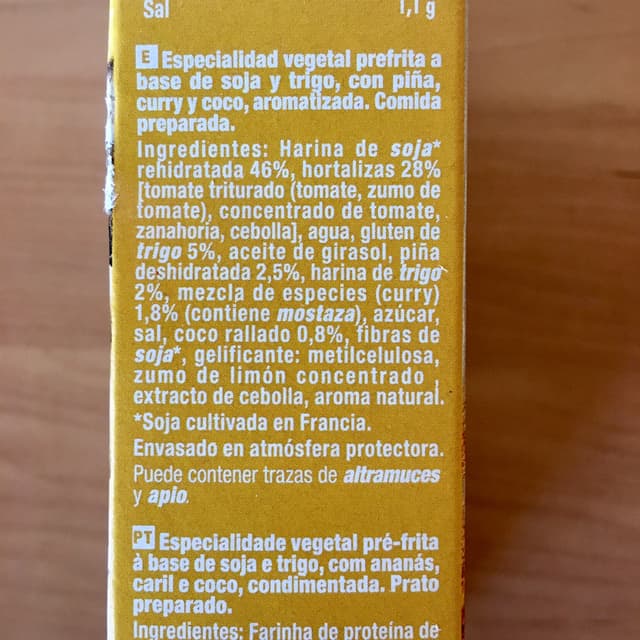 Sal 1,1 g
E Especialidad vegetal prefrita a
base de soja y trigo, con piña,
curry y coco, aromatizada. Comida
preparada.
Ingredientes: Harina de soja*
rehidratada 46%, hortalizas 28%
[tomate triturado (tomate, zumo de
tomate), concentrado de tomate,
zanahoria, cebolla], agua, gluten de
trigo 5%, aceite de girasol, piña
deshidratada 2,5%, harina de trigo
2%, mezcla de especies (curry)
1,8% (contiene mostaza), azúcar,
sal, coco rallado 0,8%, fibras de
soja*, gelificante: metilcelulosa,
zumo de limón concentrado ,
extracto de cebolla, aroma natural.
*Soja cultivada en Francia.
Envasado en atmósfera protectora.
Puede contener trazas de altramuces
y apio.
PT Especialidade vegetal pré-frita
à base de soja e trigo, com ananás,
caril e coco, condimentada. Prato
preparado.
Ingredientes: Farinha de proteína de